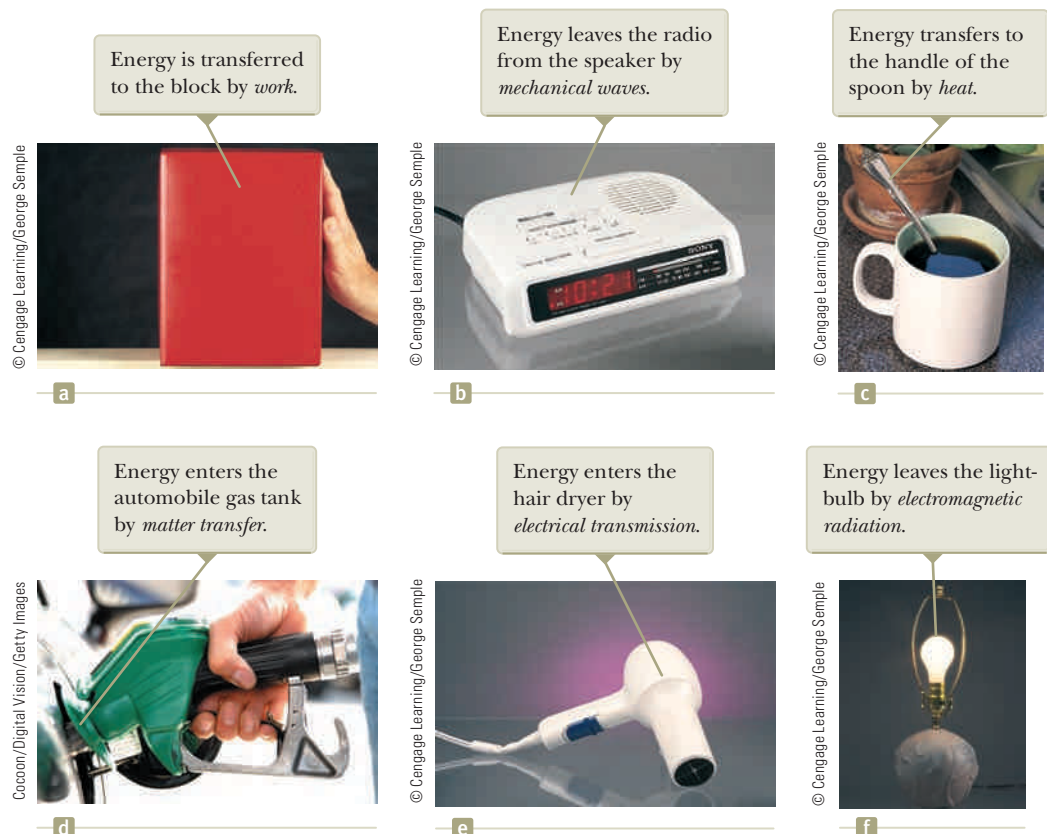 Energy is transferred
to the block by work.
Energy leaves the radio
from the speaker by
mechanical waves.
Energy transfers to
the handle of the
spoon by heat.
© Cengage Learning/George Semple
© Cengage Learning/George Semple
SONY
10:21
© Cengage Learning/George Semple
a
b
c
Energy enters the
automobile gas tank
by matter transfer.
Energy enters the
hair dryer by
electrical transmission.
Energy leaves the light-
bulb by electromagnetic
radiation.
Cocoon/Digital Vision/Getty Images
© Cengage Learning/George Semple
© Cengage Learning/George Semple
d
e
f